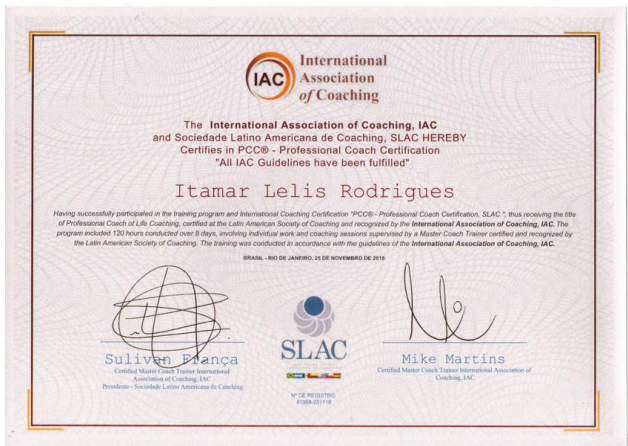 IAC
International
Association
of Coaching
The International Association of Coaching, IAC
and Sociedade Latino Americana de Coaching, SLAC HEREBY
Certifies in PCC® - Professional Coach Certification
"All IAC Guidelines have been fulfilled"
Itamar Lelis Rodrigues
Having successfully participated in the training program and International Coaching Certification "PCC®- Professional Coach Certification, SLAC ", thus receiving the title
of Professional Coach of Life Coaching, certified at the Latin American Society of Coaching and recognized by the International Association of Coaching, IAC. The
program included 120 hours conducted over 8 days, involving individual work and coaching sessions supervised by a Master Coach Trainer certified and recognized by
the Latin American Society of Coaching. The training was conducted in accordance with the guidelines of the International Association of Coaching, IAC.
BRASIL - RIO DE JANEIRO, 25 DE NOVEMBRO DE 2018
SLAC
Sulivan França
Certified Master Coach Trainer International
Association of Coaching, IAC
Presidente - Sociedade Latino Americana de Coaching
Mike Martins
Certified Master Coach Trainer International Association of
Coaching, IAC
Nº DE REGISTRO